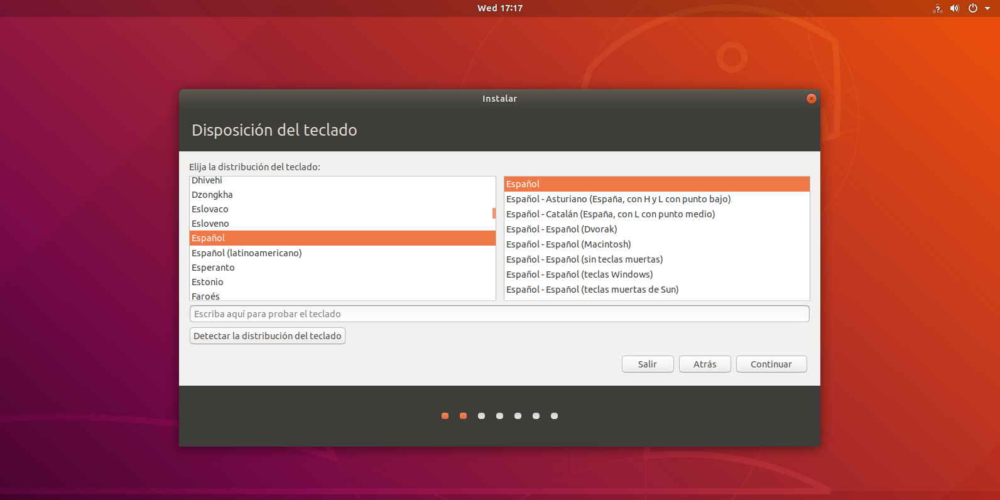 Wed 17:17
Instalar
Disposición del teclado
Elija la distribución del teclado:
Dhivehi
Dzongkha
Eslovaco
Esloveno
Español
Español (latinoamericano)
Esperanto
Estonio
Faroés
Español
Español - Asturiano (España, con H y L con punto bajo)
Español - Catalán (España, con L con punto medio)
Español - Español (Dvorak)
Español - Español (Macintosh)
Español - Español (sin teclas muertas)
Español - Español (teclas Windows)
Español - Español (teclas muertas de Sun)
Escriba aquí para probar el teclado
Detectar la distribución del teclado
Salir
Atrás
Continuar